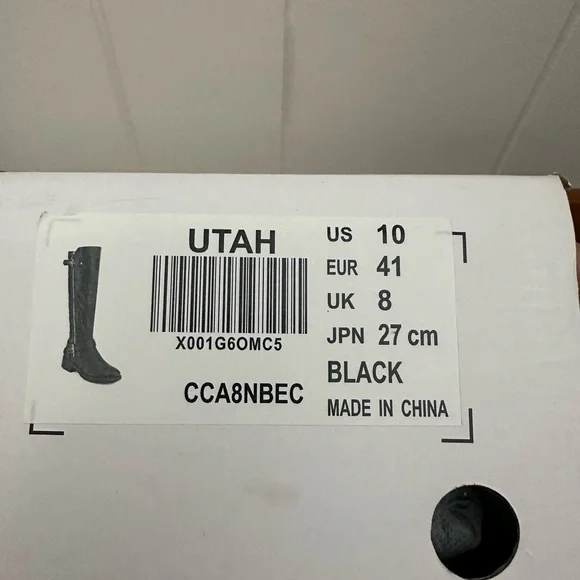 UTAH
X001G6OMC5
CCA8NBEC
US 10
EUR 41
UK 8
JPN 27 cm
BLACK
MADE IN CHINA